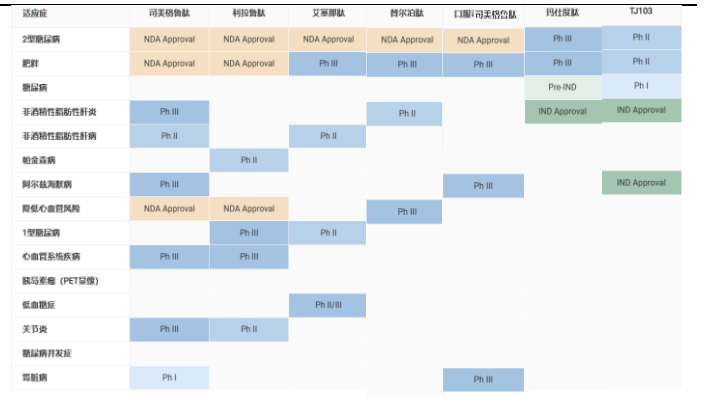 适应症 司美格鲁肽 利拉鲁肽 艾塞那肽 替尔泊肽 口服司美格鲁肽 玛仕度肽 TJ103
2型糖尿病 NDA Approval NDA Approval NDA Approval NDA Approval NDA Approval Ph III Ph II
肥胖 NDA Approval NDA Approval Ph III Ph III Ph III Ph III Ph II
糖尿病 Pre-IND Ph I
非酒精性脂肪性肝炎 Ph III Ph II IND Approval IND Approval
非酒精性脂肪性肝病 Ph II Ph II
帕金森病 Ph II
阿尔兹海默病 Ph III Ph III IND Approval
降低心血管风险 NDA Approval NDA Approval Ph III
1型糖尿病 Ph III Ph II
心血管系统疾病 Ph III Ph III
胰岛素瘤（PET显像）
低血糖症 Ph II/III
关节炎 Ph III Ph II
糖尿病并发症
肾脏病 Ph I Ph III